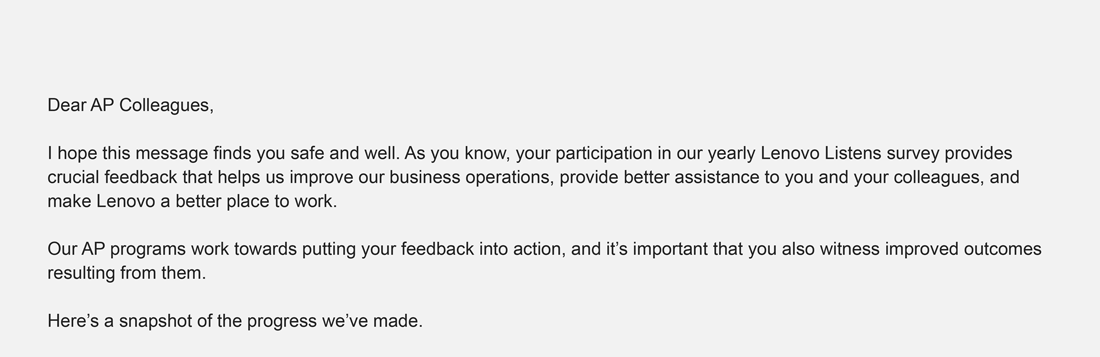 Dear AP Colleagues,
I hope this message finds you safe and well. As you know, your participation in our yearly Lenovo Listens survey provides
crucial feedback that helps us improve our business operations, provide better assistance to you and your colleagues, and
make Lenovo a better place to work.
Our AP programs work towards putting your feedback into action, and it’s important that you also witness improved outcomes
resulting from them.
Here’s a snapshot of the progress we’ve made.